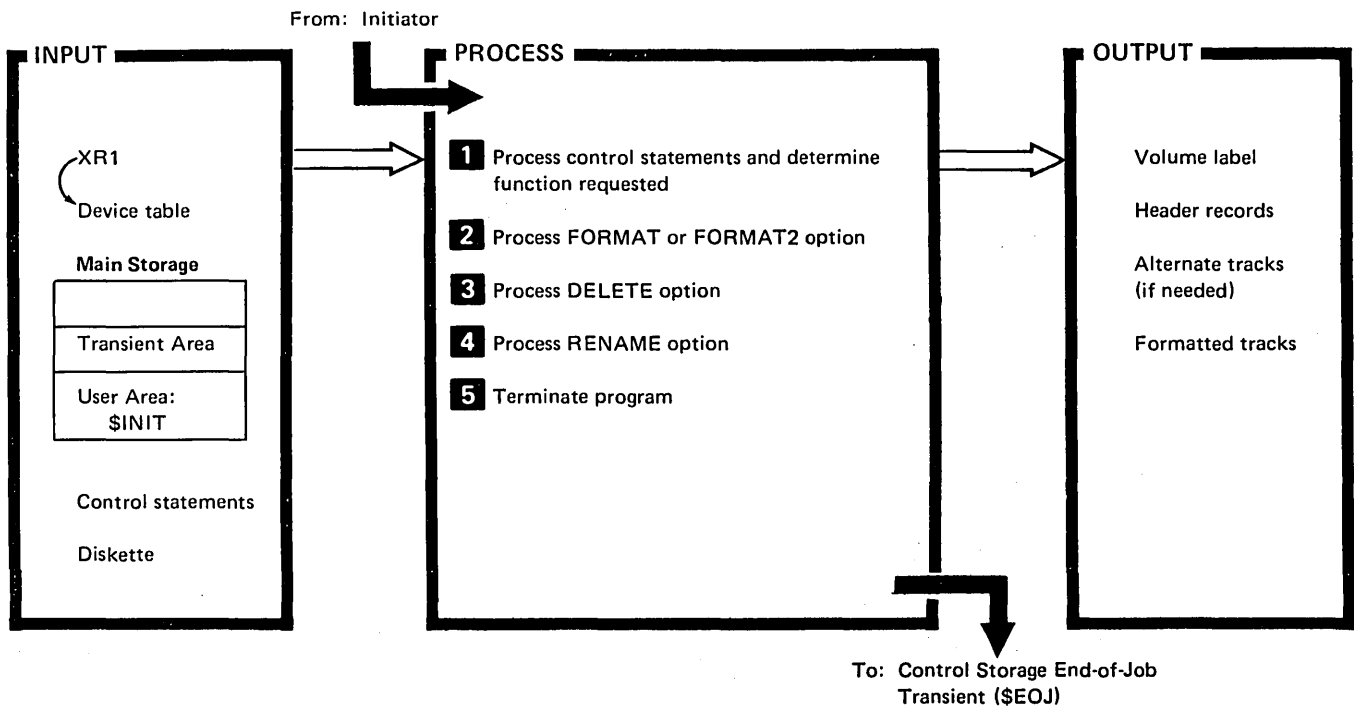 From: Initiator
INPUT
XR1
Device table
Main Storage
Transient Area
User Area:
$INIT
Control statements
Diskette
PROCESS
1 Process control statements and determine
function requested
2 Process FORMAT or FORMAT2 option
3 Process DELETE option
4 Process RENAME option
5 Terminate program
OUTPUT
Volume label
Header records
Alternate tracks
(if needed)
Formatted tracks
To: Control Storage End-of-Job
Transient ($EOJ)